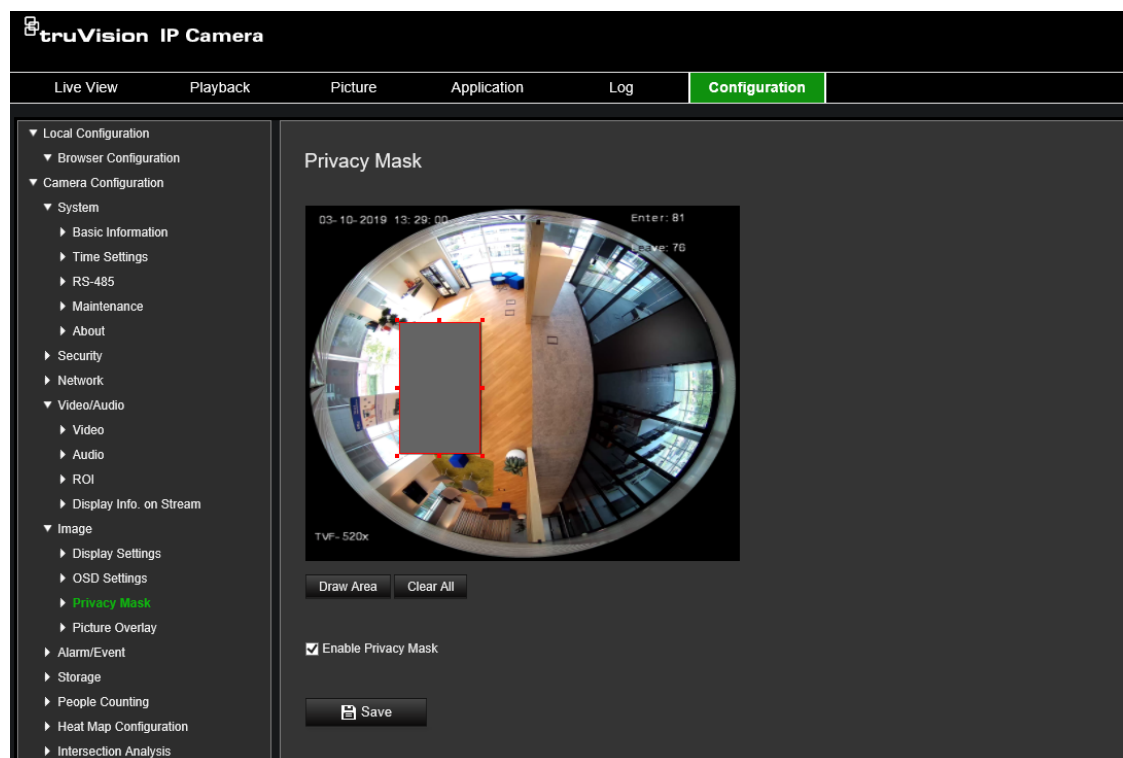 truVision IP Camera
Live View Playback Picture Application Log Configuration
Local Configuration
Browser Configuration
Camera Configuration
System
Basic Information
Time Settings
RS-485
Maintenance
About
Security
Network
Video/Audio
Video
Audio
ROI
Display Info. on Stream
Image
Display Settings
OSD Settings
Privacy Mask
Picture Overlay
Alarm/Event
Storage
People Counting
Heat Map Configuration
Intersection Analysis
Privacy Mask
03-10-2019 13:29:00 Enter: 81
Leave: 76
TVF-520x
Draw Area Clear All
Enable Privacy Mask
Save